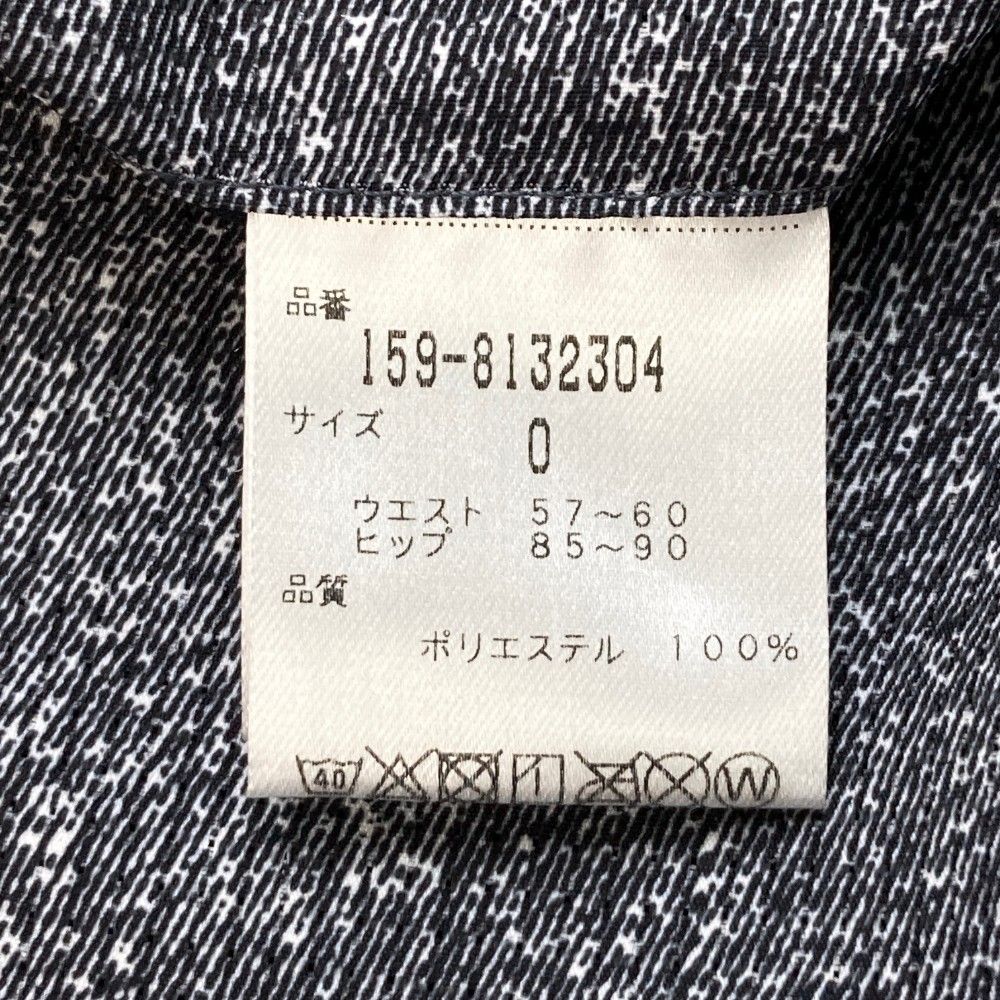 品番
159-8132304
サイズ
0
ウエスト 57～60
ヒップ 85～90
品質
ポリエステル 100%
40 W